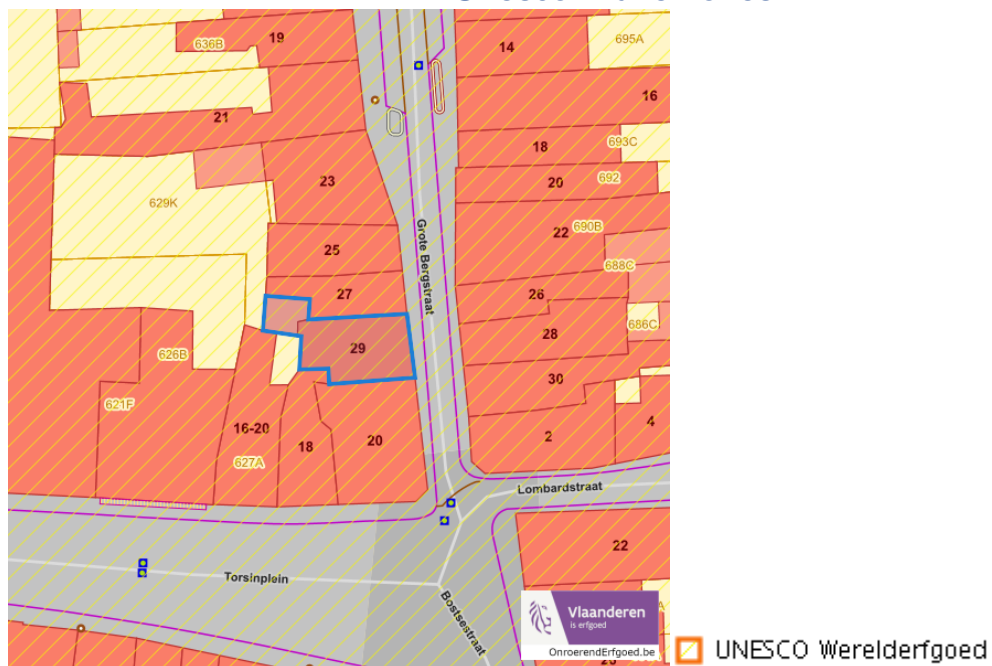 636B
19
14
695A
21
16
18
693C
20
692
23
629K
22
690B
25
688C
27
26
Grote Bergstraat
28
686C
29
30
626B
621F
16-20
627A
18
20
2
4
Lombardstraat
22
Torsinplein
Bostsestraat
Vlaanderen
is erfgoed
OnroerendErfgoed.be
UNESCO Werelderfgoed